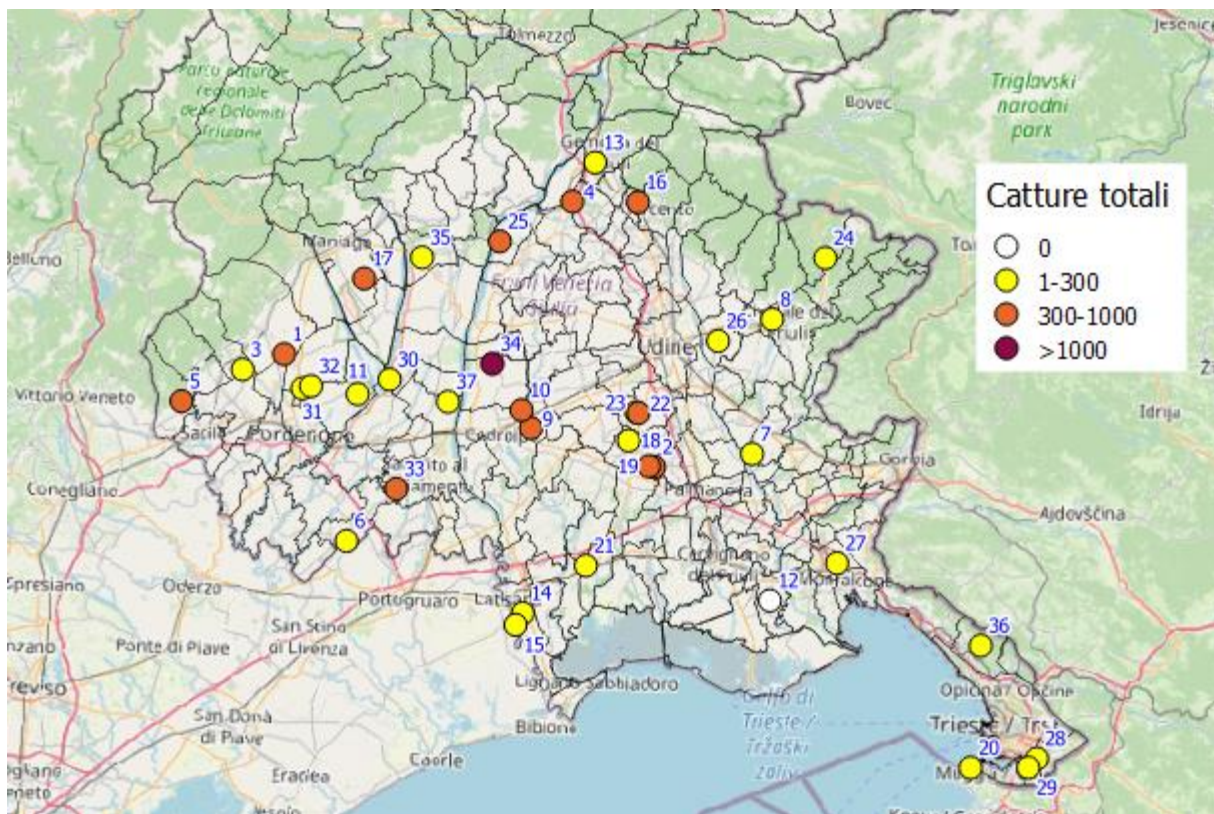 Tolmezzo
Jesenice
Parco naturale
regionale
delle Dolomiti
Friulane
Triglavski
narodni
park
Bovec
13
4
16
Catture totali
0
1-300
300-1000
>1000
25
35
24
Belluno
Maniago
17
Friuli Venezia
Giulia
8
26
Udine
1
34
3
32
11
30
37
5
31
10
9
23
22
Vittorio Veneto
Sacile
Pordenone
Codroipo
Idrija
18
7
19
2
Gorizia
Palmanova
33
Conegliano
Ajdovščina
6
21
27
12
Monfalcone
Oderzo
Portogruaro
14
15
San Stino
di Livenza
Ponte di Piave
36
Lignano Sabbiadoro
Opicina / Opčine
San Donà
di Piave
Bibione
Golfo di
Trieste /
Tržaški
zaliv
Trieste / Trst
28
20
29
Caorle
Eraclea